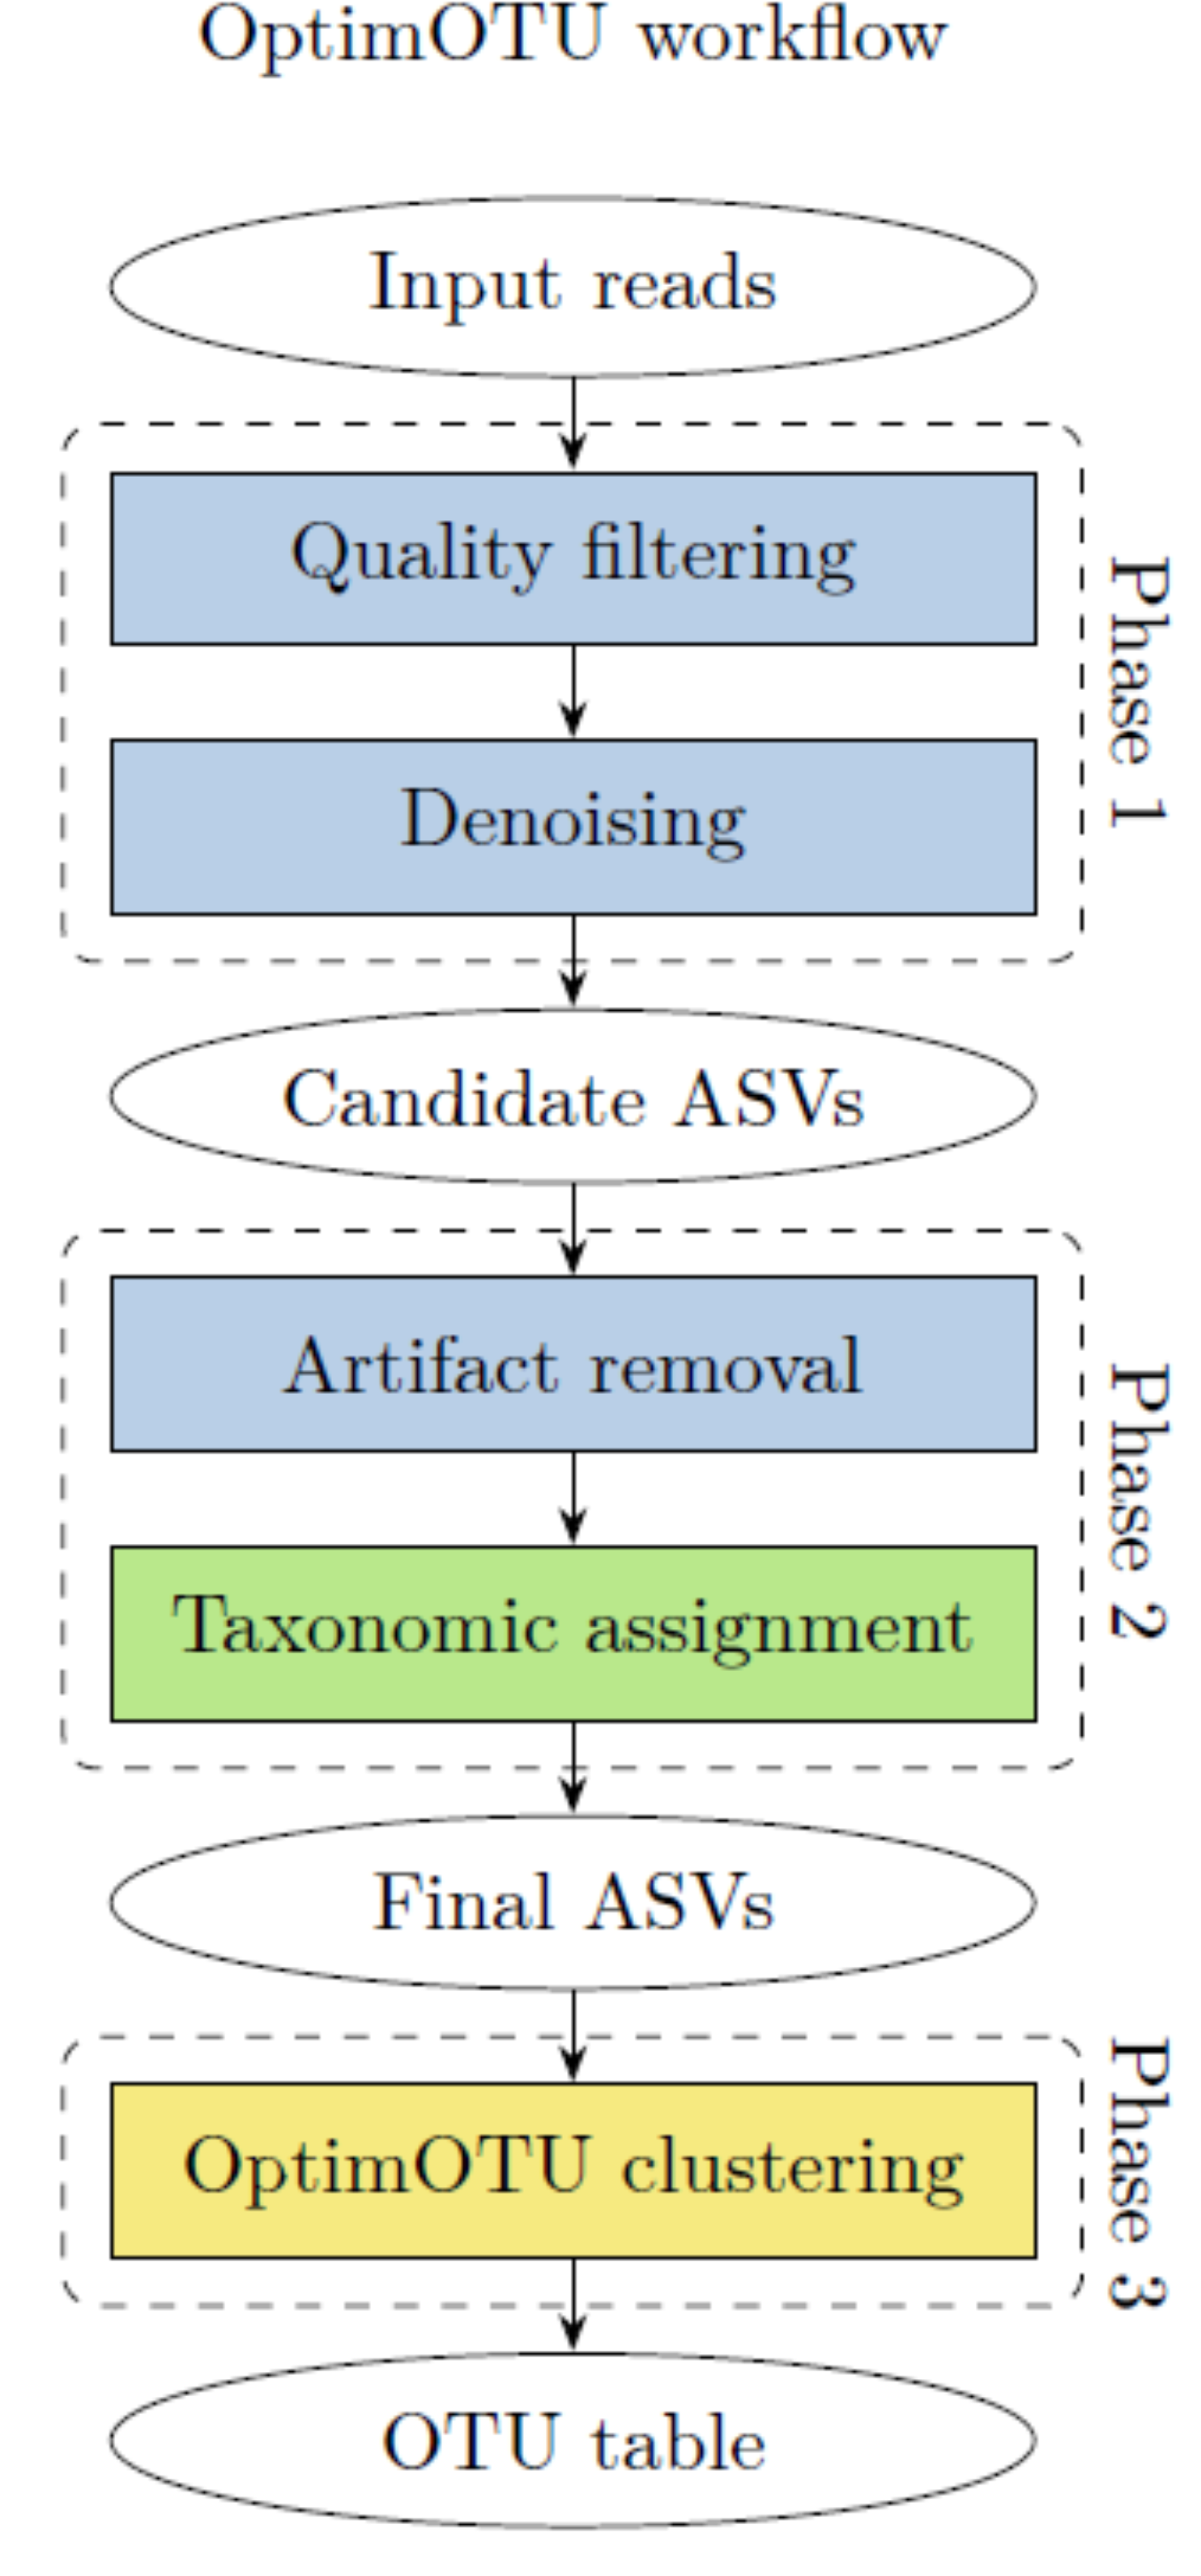 OptimOTU workflow
Input reads
Quality filtering
Denoising
Phase 1
Candidate ASVs
Artifact removal
Taxonomic assignment
Phase 2
Final ASVs
OptimOTU clustering
Phase 3
OTU table